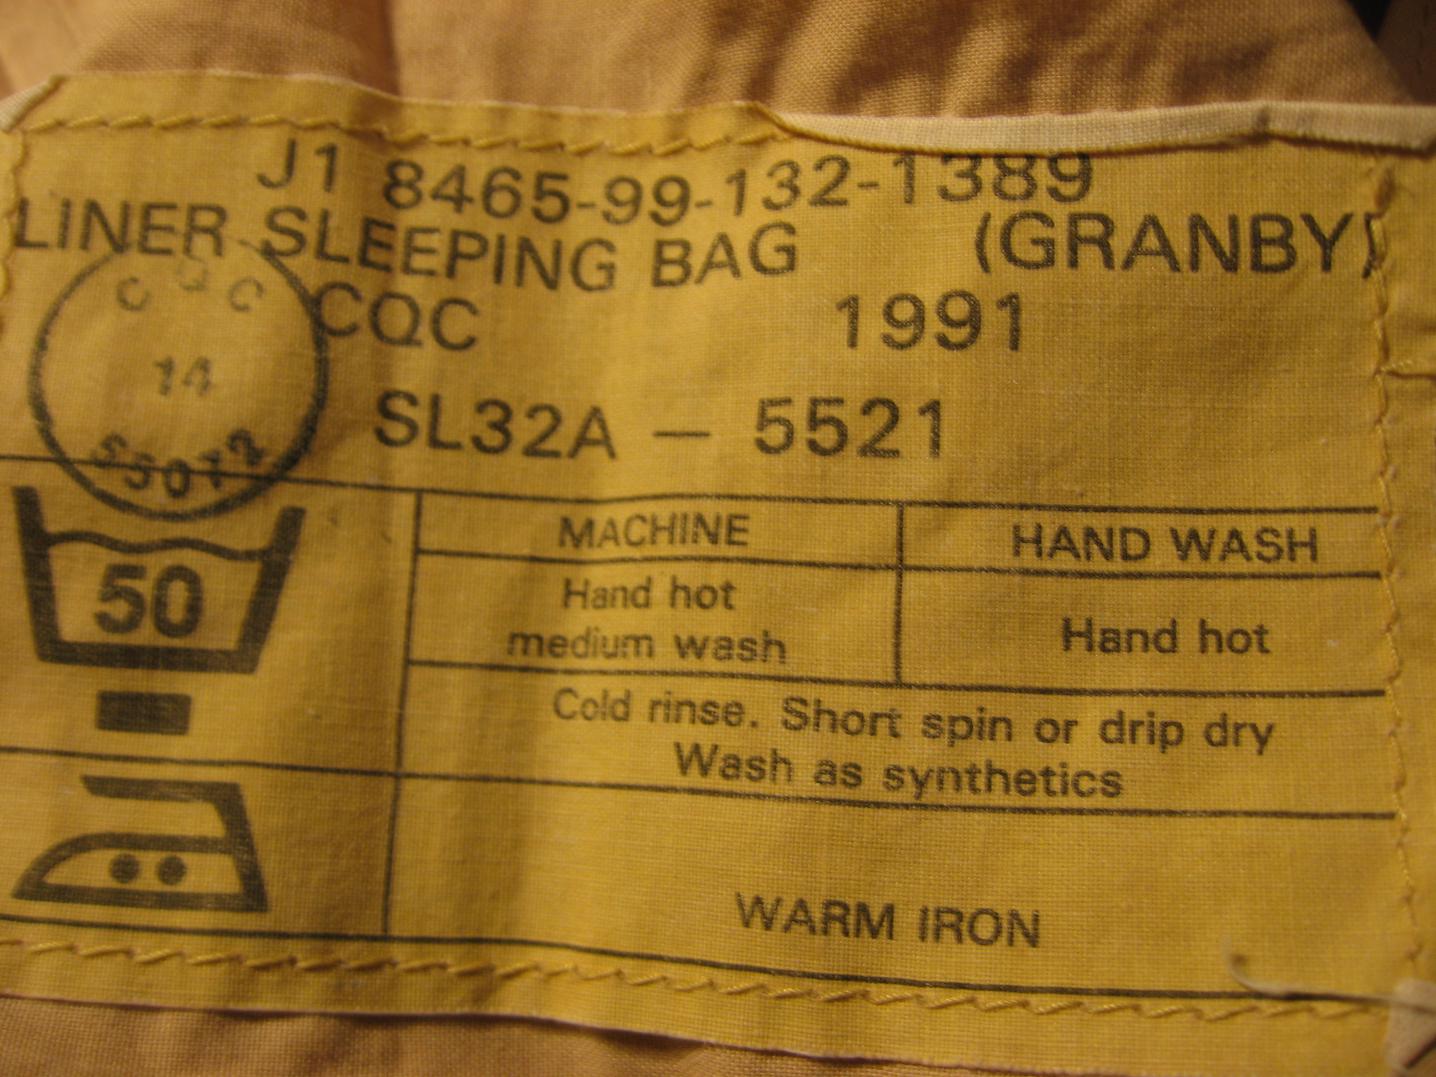 J1 8465-99-132-1389
LINER SLEEPING BAG (GRANBY)
CQC 1991
SL32A — 5521
CQC
14
55072
50
MACHINE
HAND WASH
Hand hot
medium wash
Hand hot
Cold rinse. Short spin or drip dry
Wash as synthetics
WARM IRON